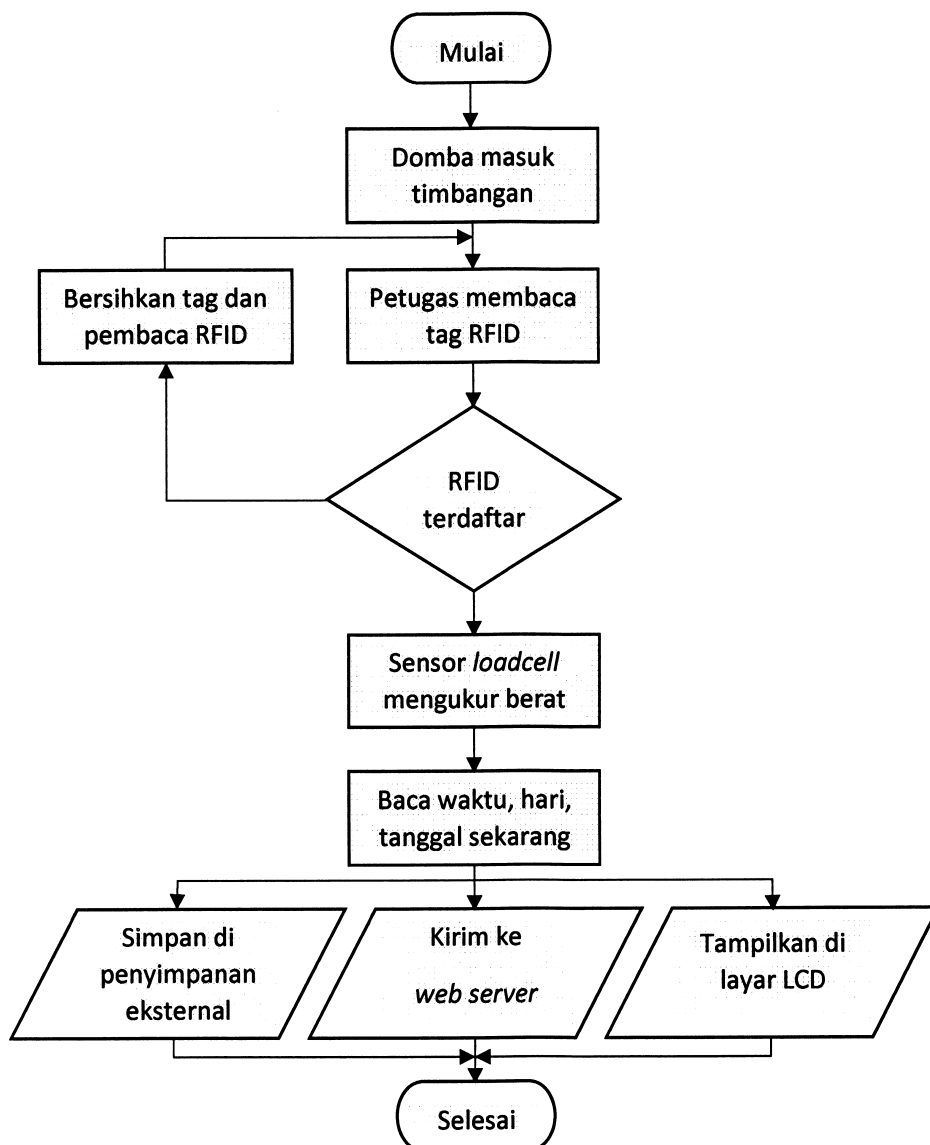 Mulai
Domba masuk
timbangan
Bersihkan tag dan
pembaca RFID
Petugas membaca
tag RFID
RFID
terdaftar
Sensor loadcell
mengukur berat
Baca waktu, hari,
tanggal sekarang
Simpan di
penyimpanan
eksternal
Kirim ke
web server
Tampilkan di
layar LCD
Selesai